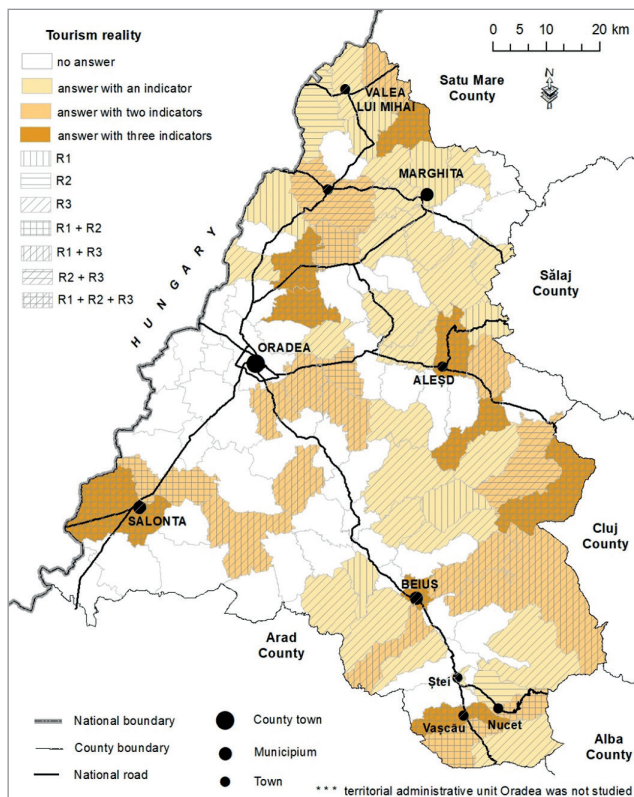 Tourism reality
no answer
answer with an indicator
answer with two indicators
answer with three indicators
R1
R2
R3
R1 + R2
R1 + R3
R2 + R3
R1 + R2 + R3
0 5 10 20 km
N
Satu Mare
County
VALEA
LUI MIHAI
MARGHITA
HUNGARY
Sălaj
County
ORADEA
ALEȘD
SALONTA
Cluj
County
BEIUȘ
Arad
County
Ștei
Vașcău
Nucet
Alba
County
National boundary
County boundary
National road
County town
Municipium
Town
* * * territorial administrative unit Oradea was not studied